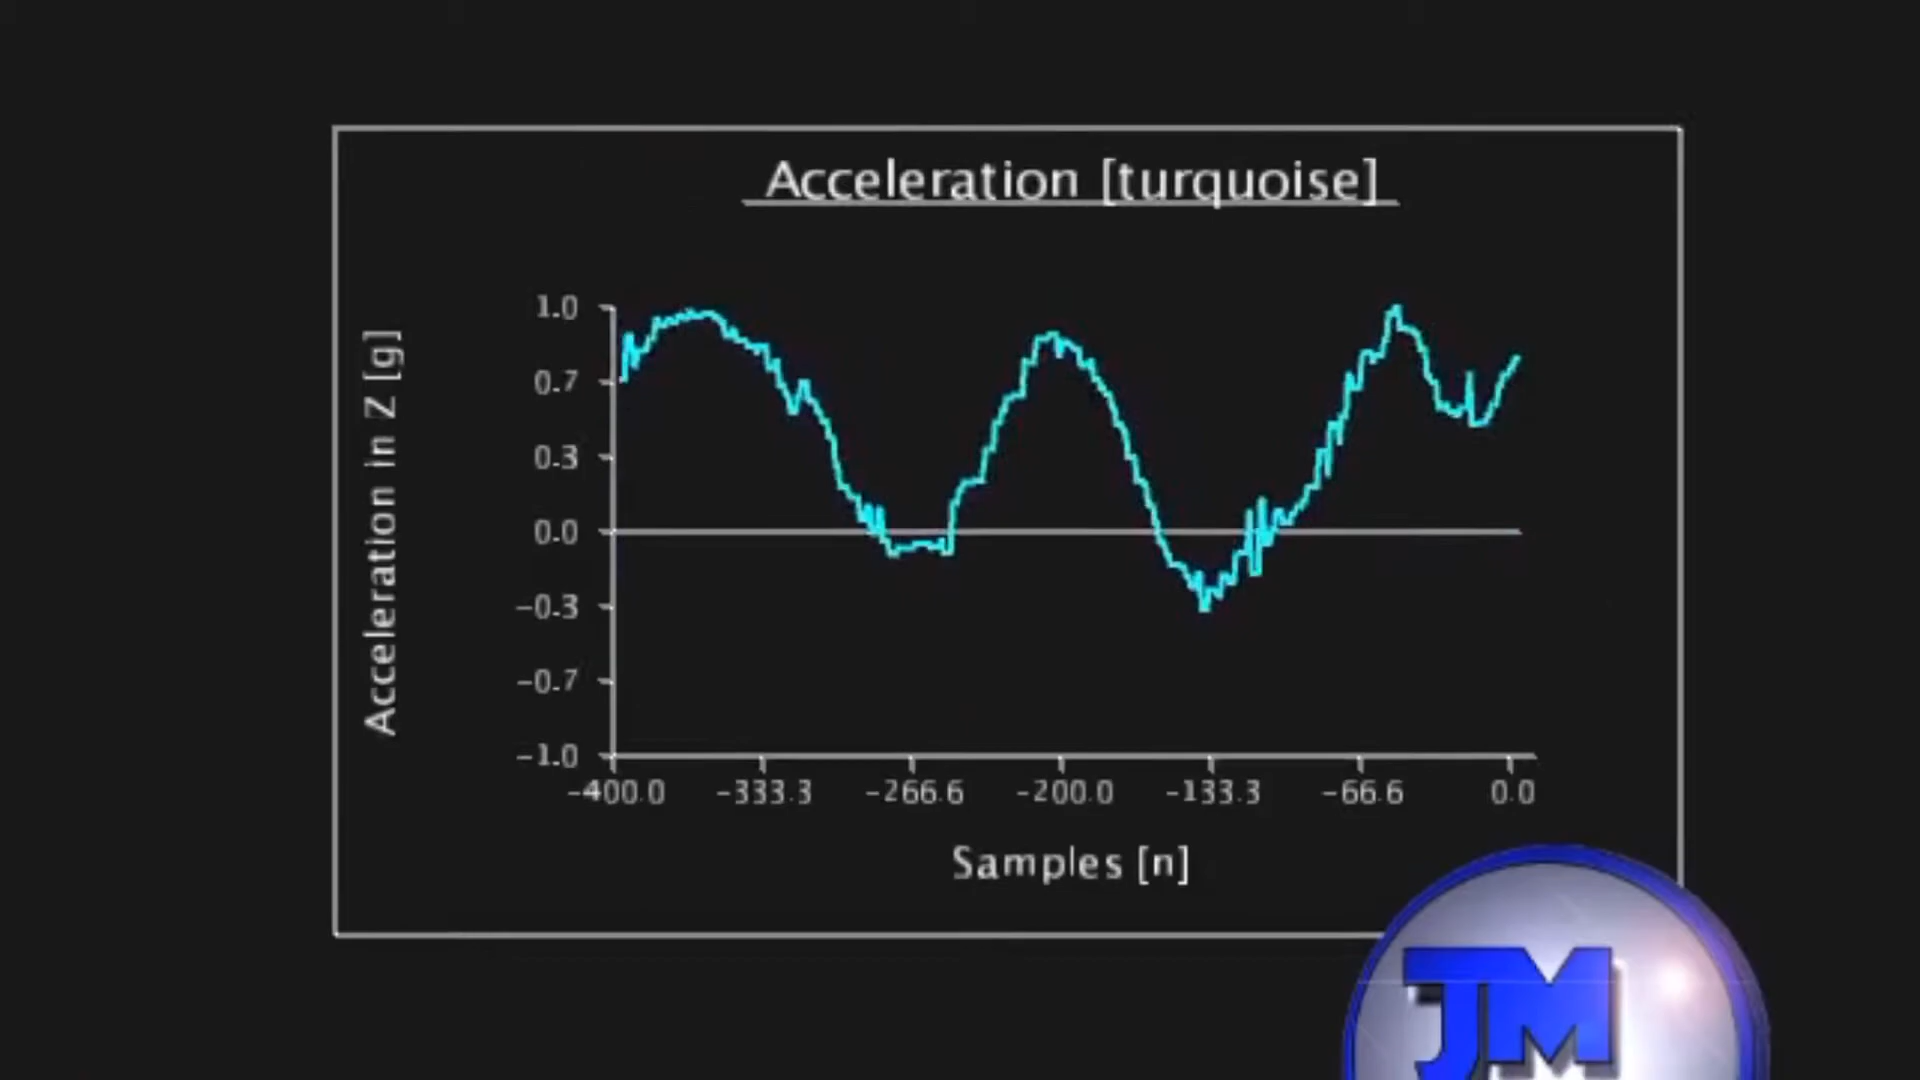 Acceleration [turquoise]
Acceleration in Z [g]
1.0
0.7
0.3
0.0
-0.3
-0.7
-1.0
-400.0 -333.3 -266.6 -200.0 -133.3 -66.6 0.0
Samples [n]
JM